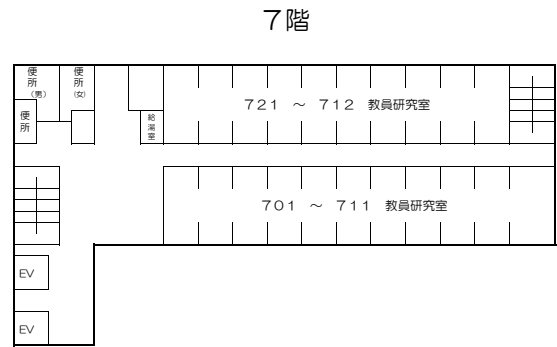 ７階
便所
（男）
便所
（女）
便所
給湯室
７２１　～　７１２　教員研究室
７０１　～　７１１　教員研究室
EV
EV